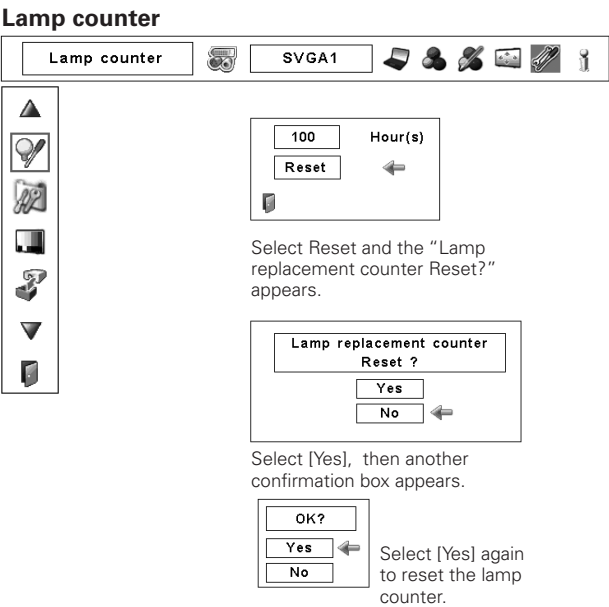 Lamp counter
Lamp counter SVGA1
100 Hour(s)
Reset
Select Reset and the “Lamp
replacement counter Reset?”
appears.
Lamp replacement counter
Reset ?
Yes
No
Select [Yes], then another
confirmation box appears.
OK?
Yes
No
Select [Yes] again
to reset the lamp
counter.